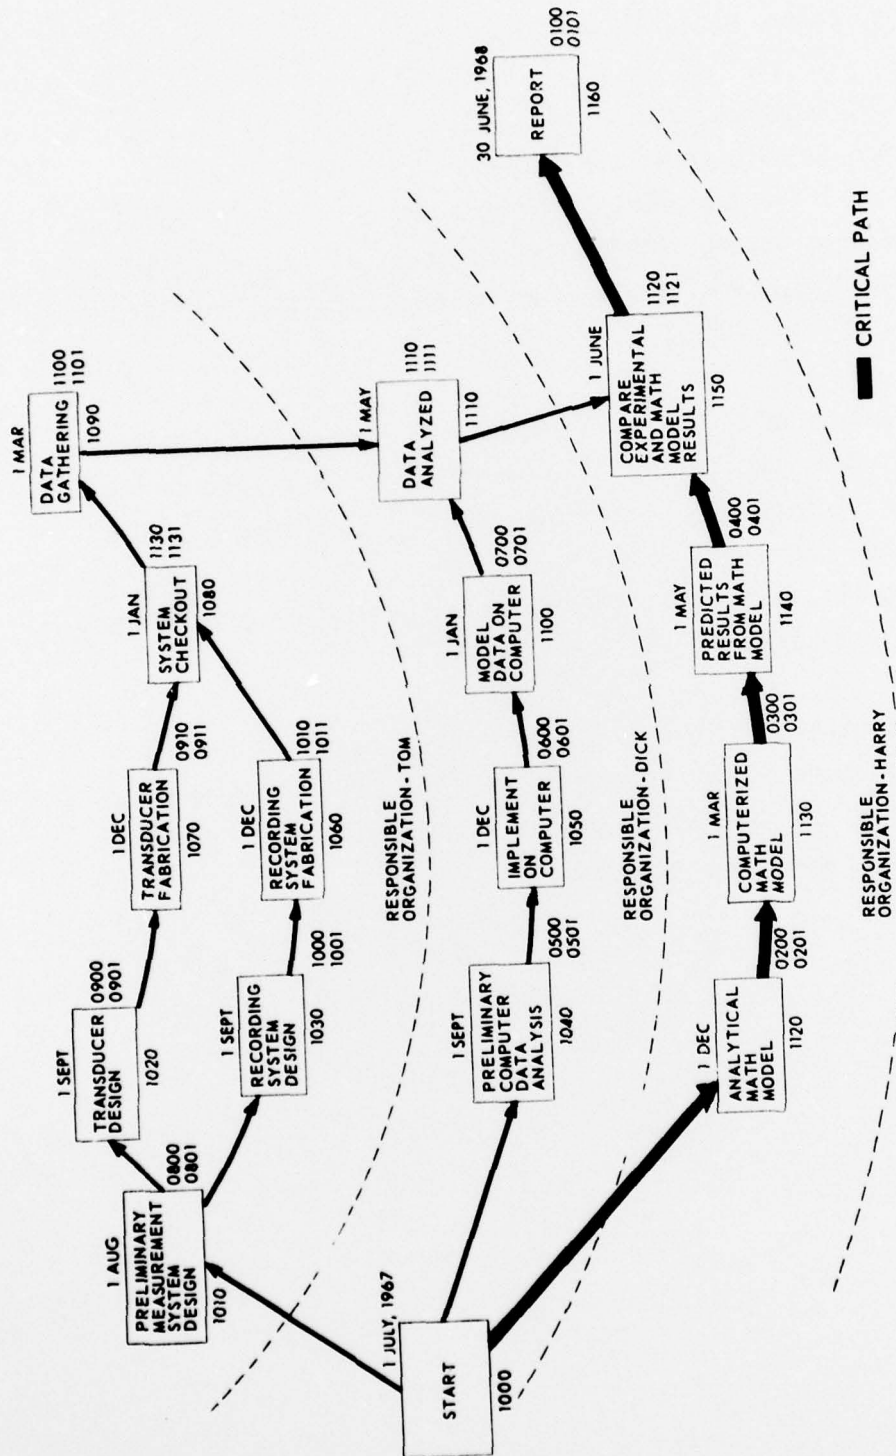 1 JULY, 1967
START
1000
1 AUG
PRELIMINARY
MEASUREMENT
SYSTEM
DESIGN
1010
0800
0801
1 SEPT
TRANSDUCER
DESIGN
1020
0900
0901
1 DEC
TRANSDUCER
FABRICATION
1070
0910
0911
1 SEPT
RECORDING
SYSTEM
DESIGN
1030
1000
1001
1 DEC
RECORDING
SYSTEM
FABRICATION
1060
1010
1011
1 JAN
SYSTEM
CHECKOUT
1080
1130
1131
1 MAR
DATA
GATHERING
1090
1100
1101
RESPONSIBLE
ORGANIZATION - TOM
1 SEPT
PRELIMINARY
COMPUTER
DATA
ANALYSIS
1040
0500
0501
1 DEC
IMPLEMENT
ON
COMPUTER
1050
0600
0601
1 JAN
MODEL
DATA ON
COMPUTER
1100
0700
0701
1 MAY
DATA
ANALYZED
1110
1110
1111
RESPONSIBLE
ORGANIZATION - DICK
1 DEC
ANALYTICAL
MATH
MODEL
1120
0200
0201
1 MAR
COMPUTERIZED
MATH
MODEL
1130
0300
0301
1 MAY
PREDICTED
RESULTS
FROM MATH
MODEL
1140
0400
0401
1 JUNE
COMPARE
EXPERIMENTAL
AND MATH
MODEL
RESULTS
1150
1120
1121
30 JUNE, 1968
REPORT
1160
0100
0101
RESPONSIBLE
ORGANIZATION - HARRY
CRITICAL PATH